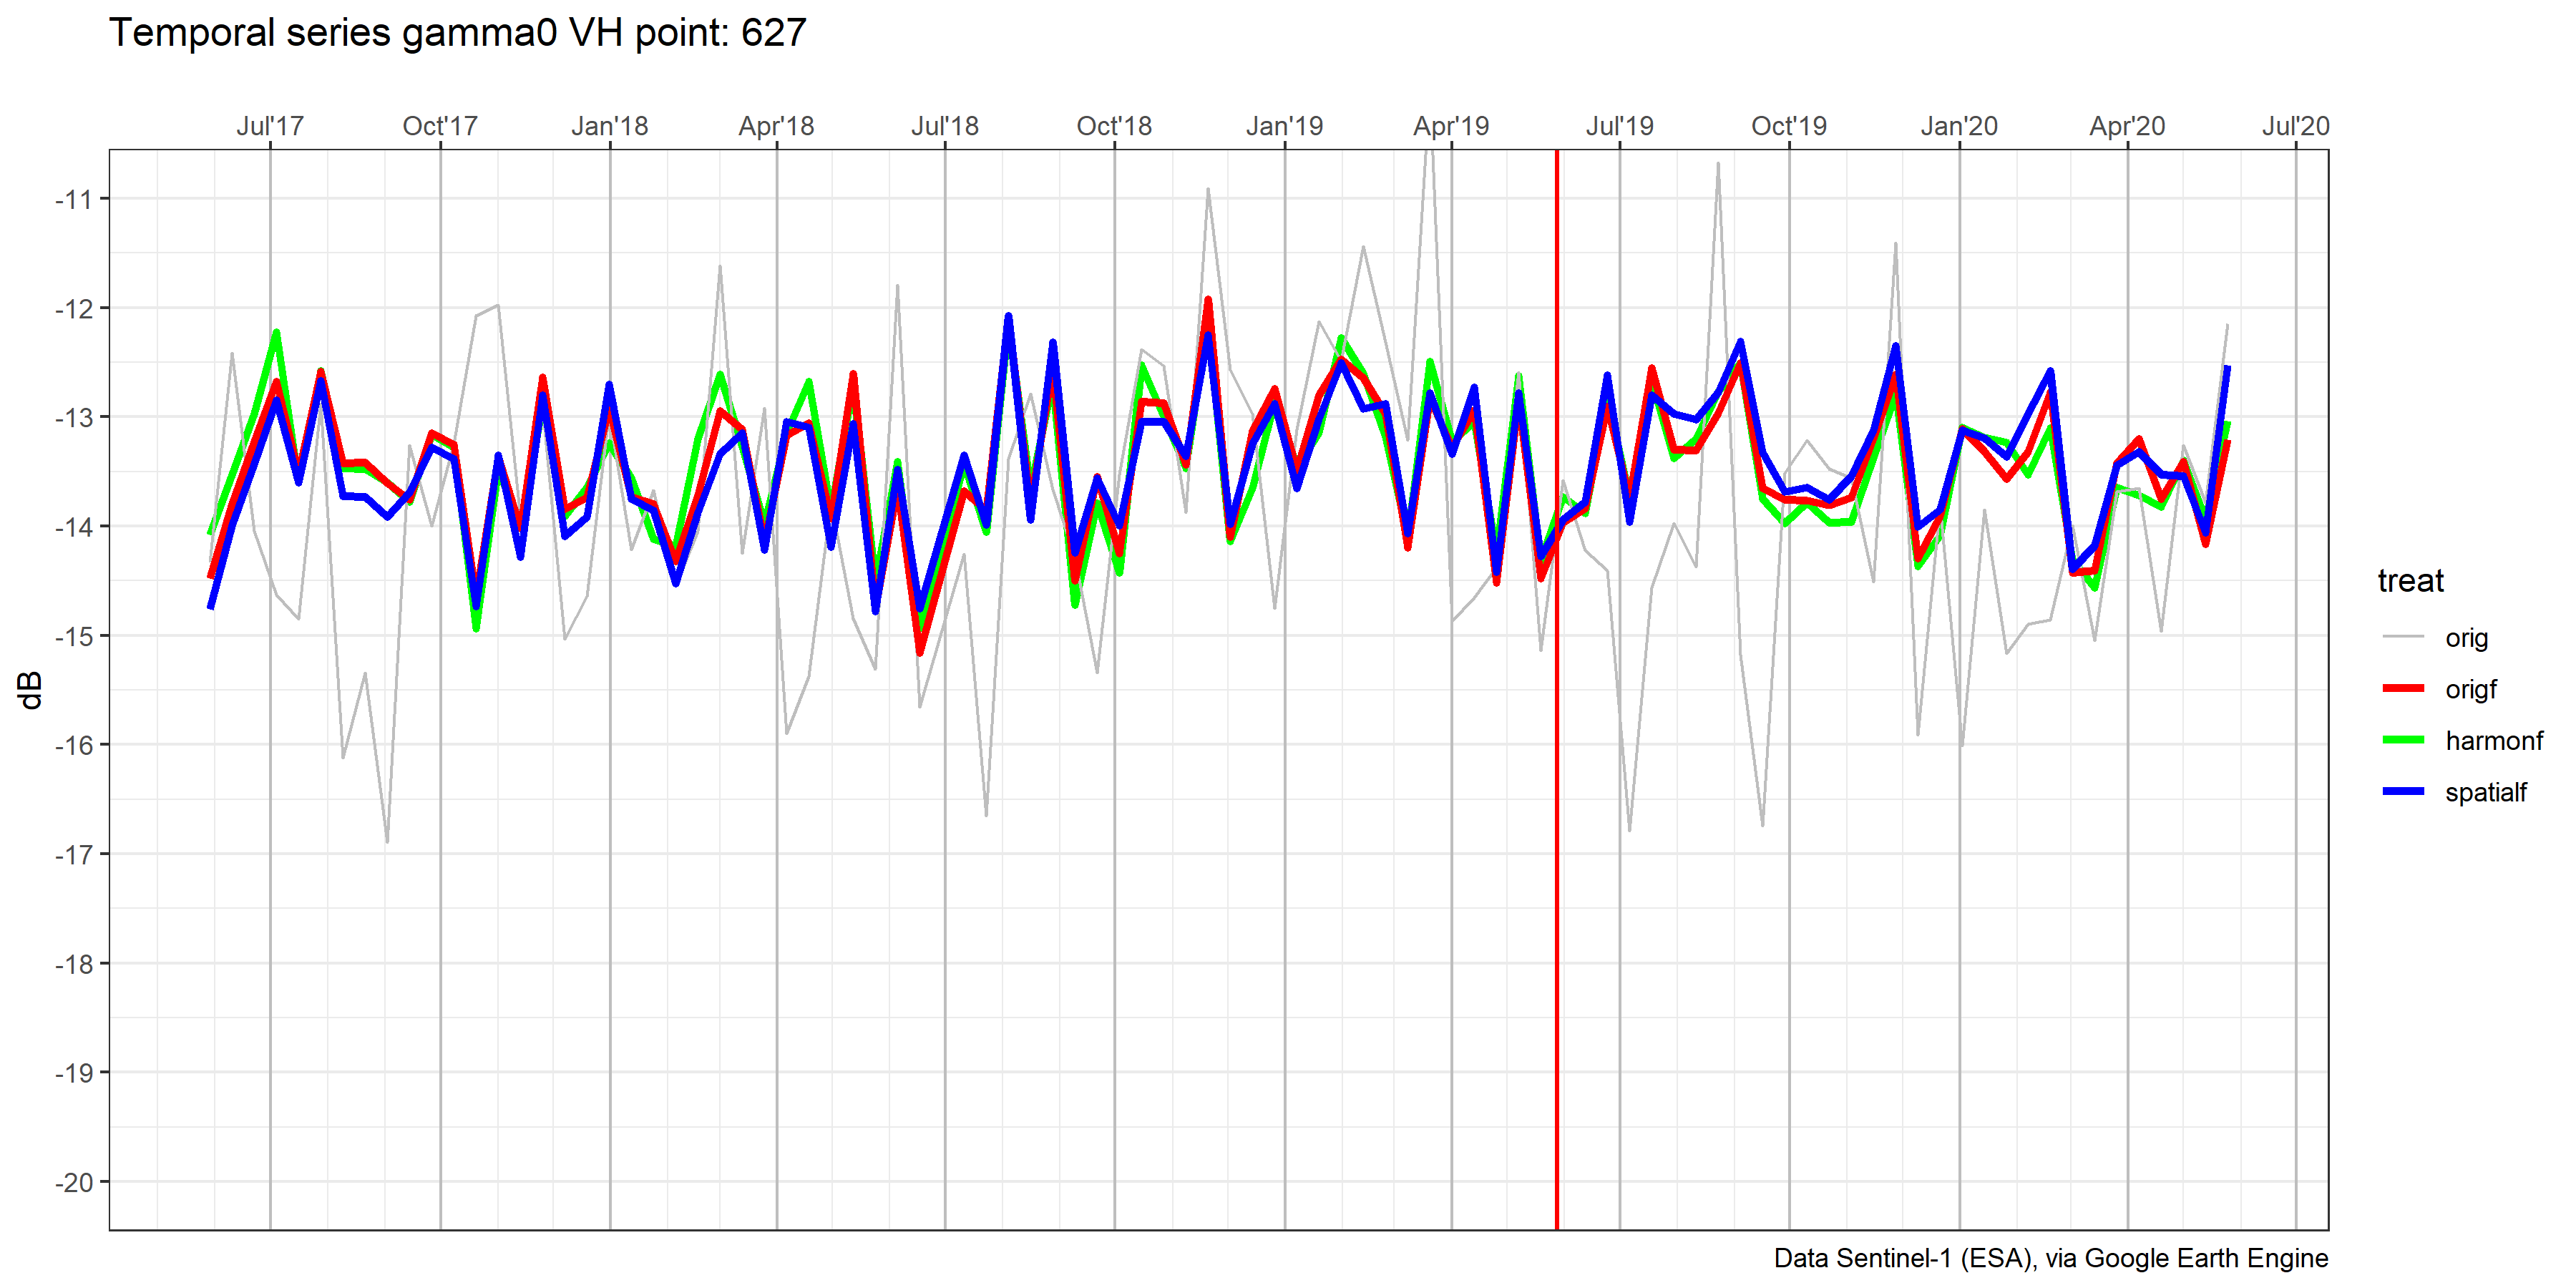 Temporal series gamma0 VH point: 627
Jul'17 Oct'17 Jan'18 Apr'18 Jul'18 Oct'18 Jan'19 Apr'19 Jul'19 Oct'19 Jan'20 Apr'20 Jul'20
-11
-12
-13
-14
-15
-16
-17
-18
-19
-20
dB
treat
orig
origf
harmonf
spatialf
Data Sentinel-1 (ESA), via Google Earth Engine